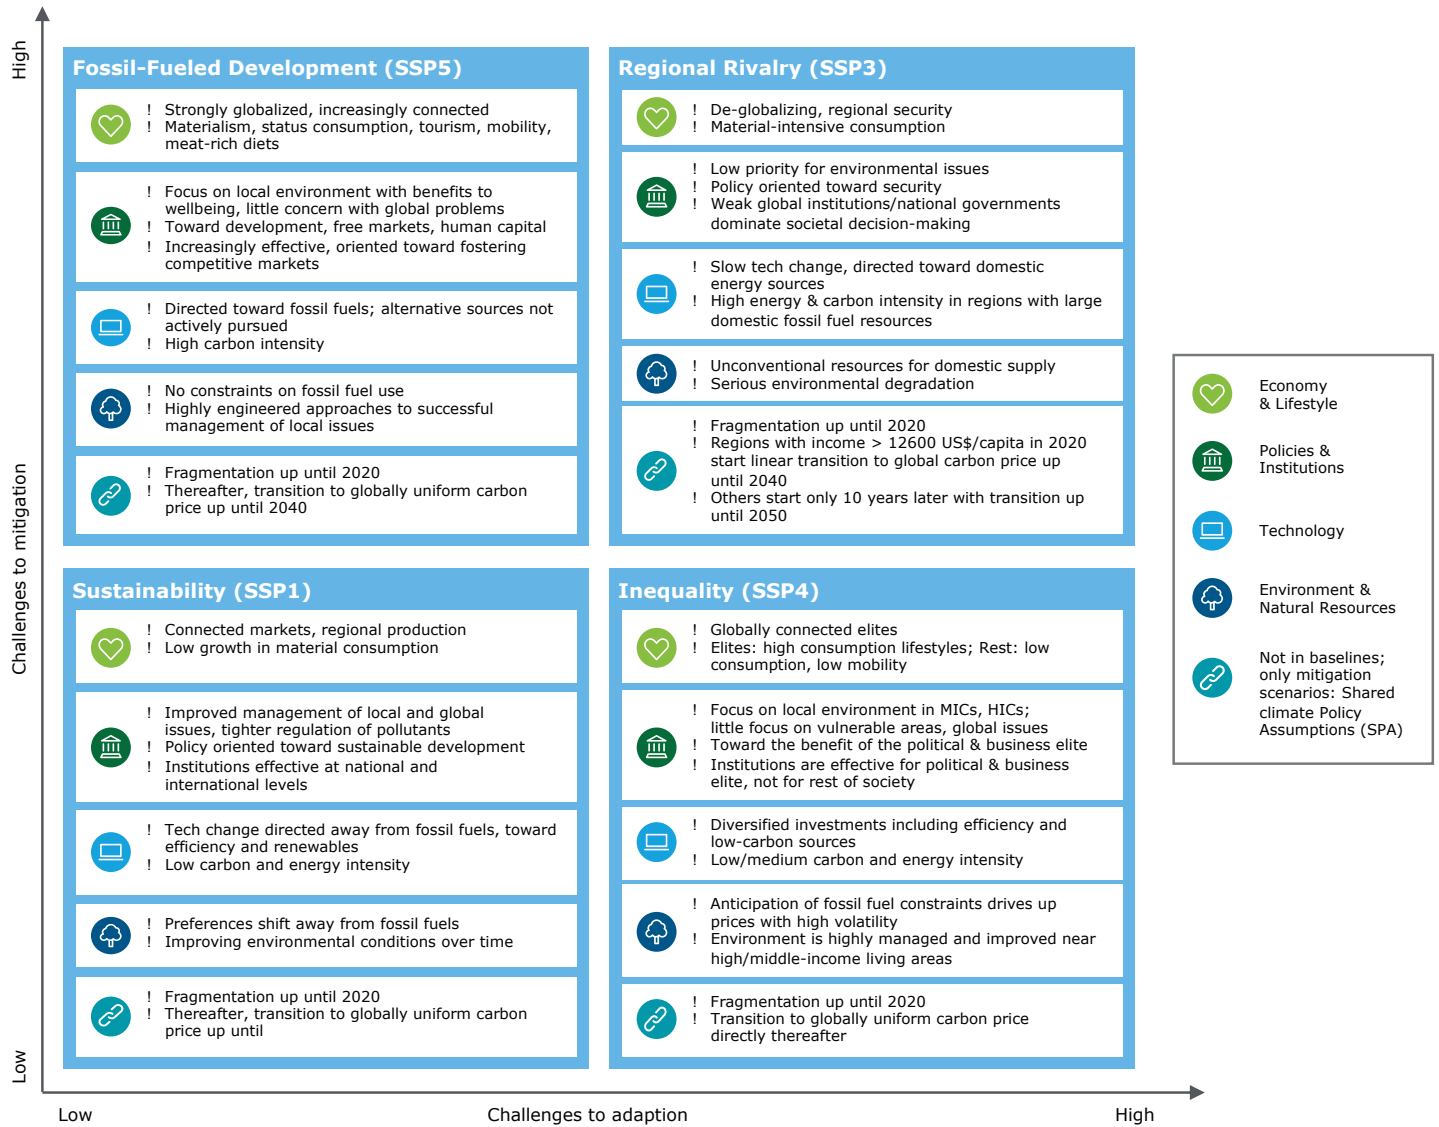 High
Challenges to mitigation
Low
Fossil-Fueled Development (SSP5)
! Strongly globalized, increasingly connected
! Materialism, status consumption, tourism, mobility,
meat-rich diets
! Focus on local environment with benefits to
wellbeing, little concern with global problems
! Toward development, free markets, human capital
! Increasingly effective, oriented toward fostering
competitive markets
! Directed toward fossil fuels; alternative sources not
actively pursued
! High carbon intensity
! No constraints on fossil fuel use
! Highly engineered approaches to successful
management of local issues
! Fragmentation up until 2020
! Thereafter, transition to globally uniform carbon
price up until 2040
Regional Rivalry (SSP3)
! De-globalizing, regional security
! Material-intensive consumption
! Low priority for environmental issues
! Policy oriented toward security
! Weak global institutions/national governments
dominate societal decision-making
! Slow tech change, directed toward domestic
energy sources
! High energy & carbon intensity in regions with large
domestic fossil fuel resources
! Unconventional resources for domestic supply
! Serious environmental degradation
! Fragmentation up until 2020
! Regions with income > 12600 US$/capita in 2020
start linear transition to global carbon price up
until 2040
! Others start only 10 years later with transition up
until 2050
Sustainability (SSP1)
! Connected markets, regional production
! Low growth in material consumption
! Improved management of local and global
issues, tighter regulation of pollutants
! Policy oriented toward sustainable development
! Institutions effective at national and
international levels
! Tech change directed away from fossil fuels, toward
efficiency and renewables
! Low carbon and energy intensity
! Preferences shift away from fossil fuels
! Improving environmental conditions over time
! Fragmentation up until 2020
! Thereafter, transition to globally uniform carbon
price up until
Inequality (SSP4)
! Globally connected elites
! Elites: high consumption lifestyles; Rest: low
consumption, low mobility
! Focus on local environment in MICs, HICs;
little focus on vulnerable areas, global issues
! Toward the benefit of the political & business elite
! Institutions are effective for political & business
elite, not for rest of society
! Diversified investments including efficiency and
low-carbon sources
! Low/medium carbon and energy intensity
! Anticipation of fossil fuel constraints drives up
prices with high volatility
! Environment is highly managed and improved near
high/middle-income living areas
! Fragmentation up until 2020
! Transition to globally uniform carbon price
directly thereafter
Economy
& Lifestyle
Policies &
Institutions
Technology
Environment &
Natural Resources
Not in baselines;
only mitigation
scenarios: Shared
climate Policy
Assumptions (SPA)
Low
Challenges to adaption
High